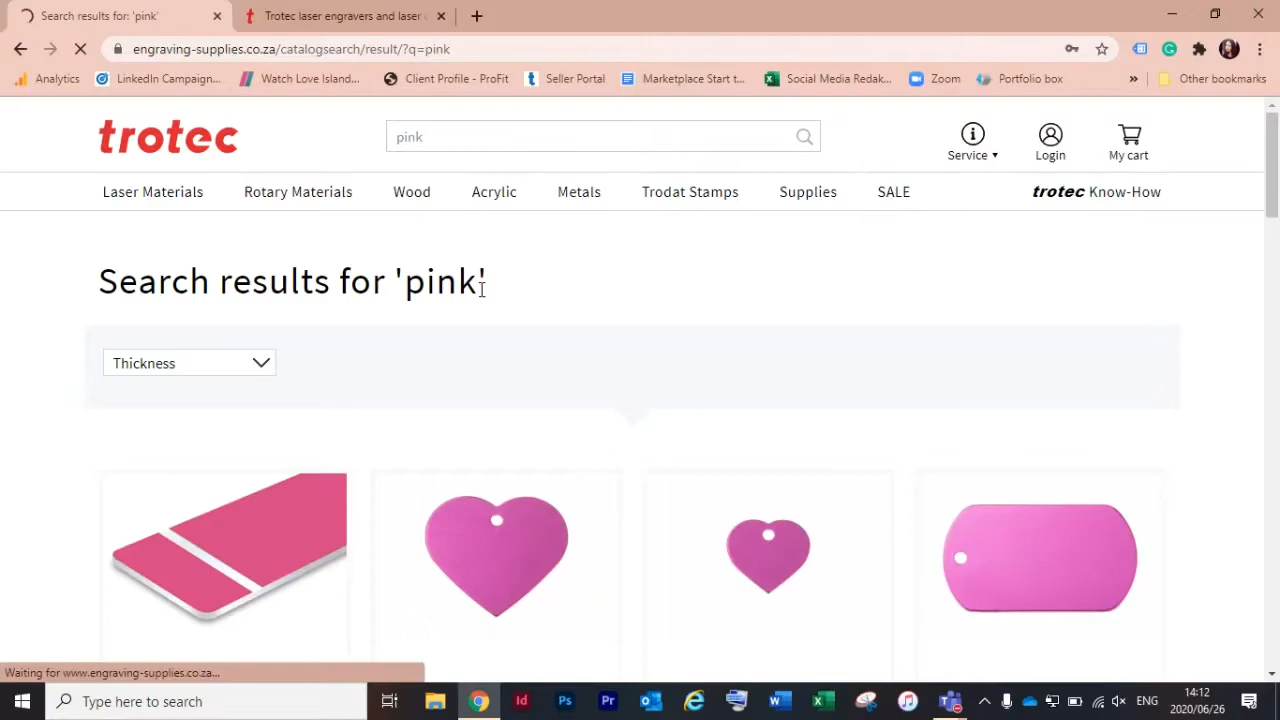 Search results for: 'pink'
Trotec laser engravers and laser
engraving-supplies.co.za/catalogsearch/result/?q=pink
Analytics
LinkedIn Campaign...
Watch Love Island...
Client Profile - ProFit
Seller Portal
Marketplace Start t...
Social Media Redak...
Zoom
Portfolio box
»
Other bookmarks
trotec
pink
Service
Login
My cart
Laser Materials
Rotary Materials
Wood
Acrylic
Metals
Trodat Stamps
Supplies
SALE
trotec Know-How
Search results for 'pink'
Thickness
Waiting for www.engraving-supplies.co.za...
Type here to search
ENG
14:12
2020/06/26